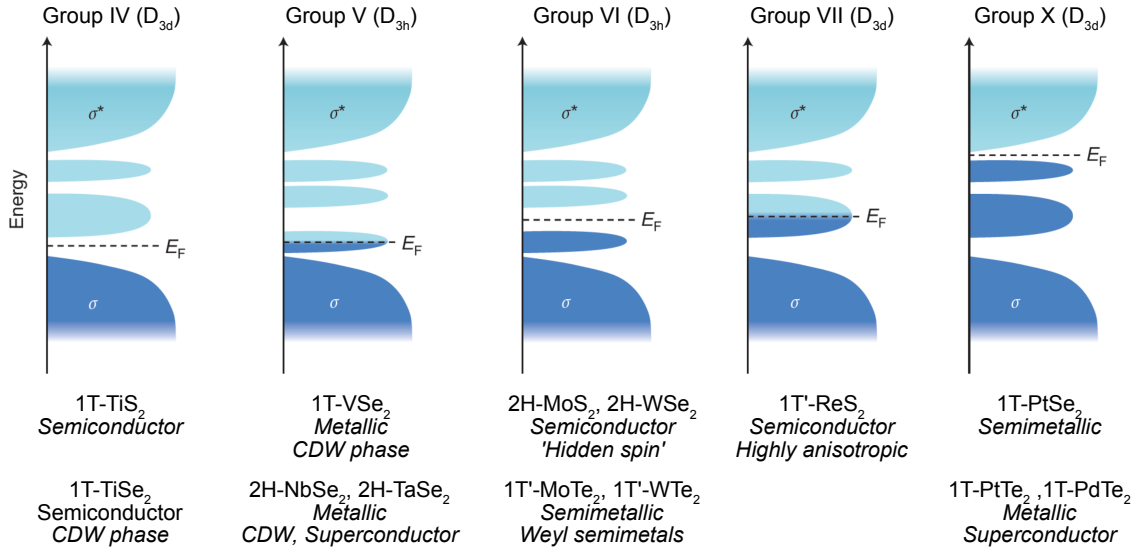 Group IV (D3d)
Group V (D3h)
Group VI (D3h)
Group VII (D3d)
Group X (D3d)
Energy
σ*
σ*
σ*
σ*
σ*
EF
EF
EF
EF
EF
σ
σ
σ
σ
σ
1T-TiS2
Semiconductor
1T-TiSe2
Semiconductor
CDW phase
1T-VSe2
Metallic
CDW phase
2H-NbSe2, 2H-TaSe2
Metallic
CDW, Superconductor
2H-MoS2, 2H-WSe2
Semiconductor
'Hidden spin'
1T'-MoTe2, 1T'-WTe2
Semimetallic
Weyl semimetals
1T'-ReS2
Semiconductor
Highly anisotropic
1T-PtSe2
Semimetallic
1T-PtTe2 ,1T-PdTe2
Metallic
Superconductor